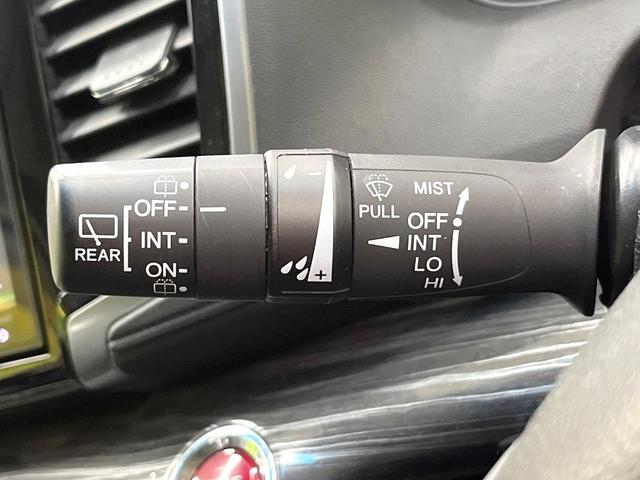 REAR
OFF
INT
ON
- 
+
PULL
MIST
OFF
INT
LO
HI